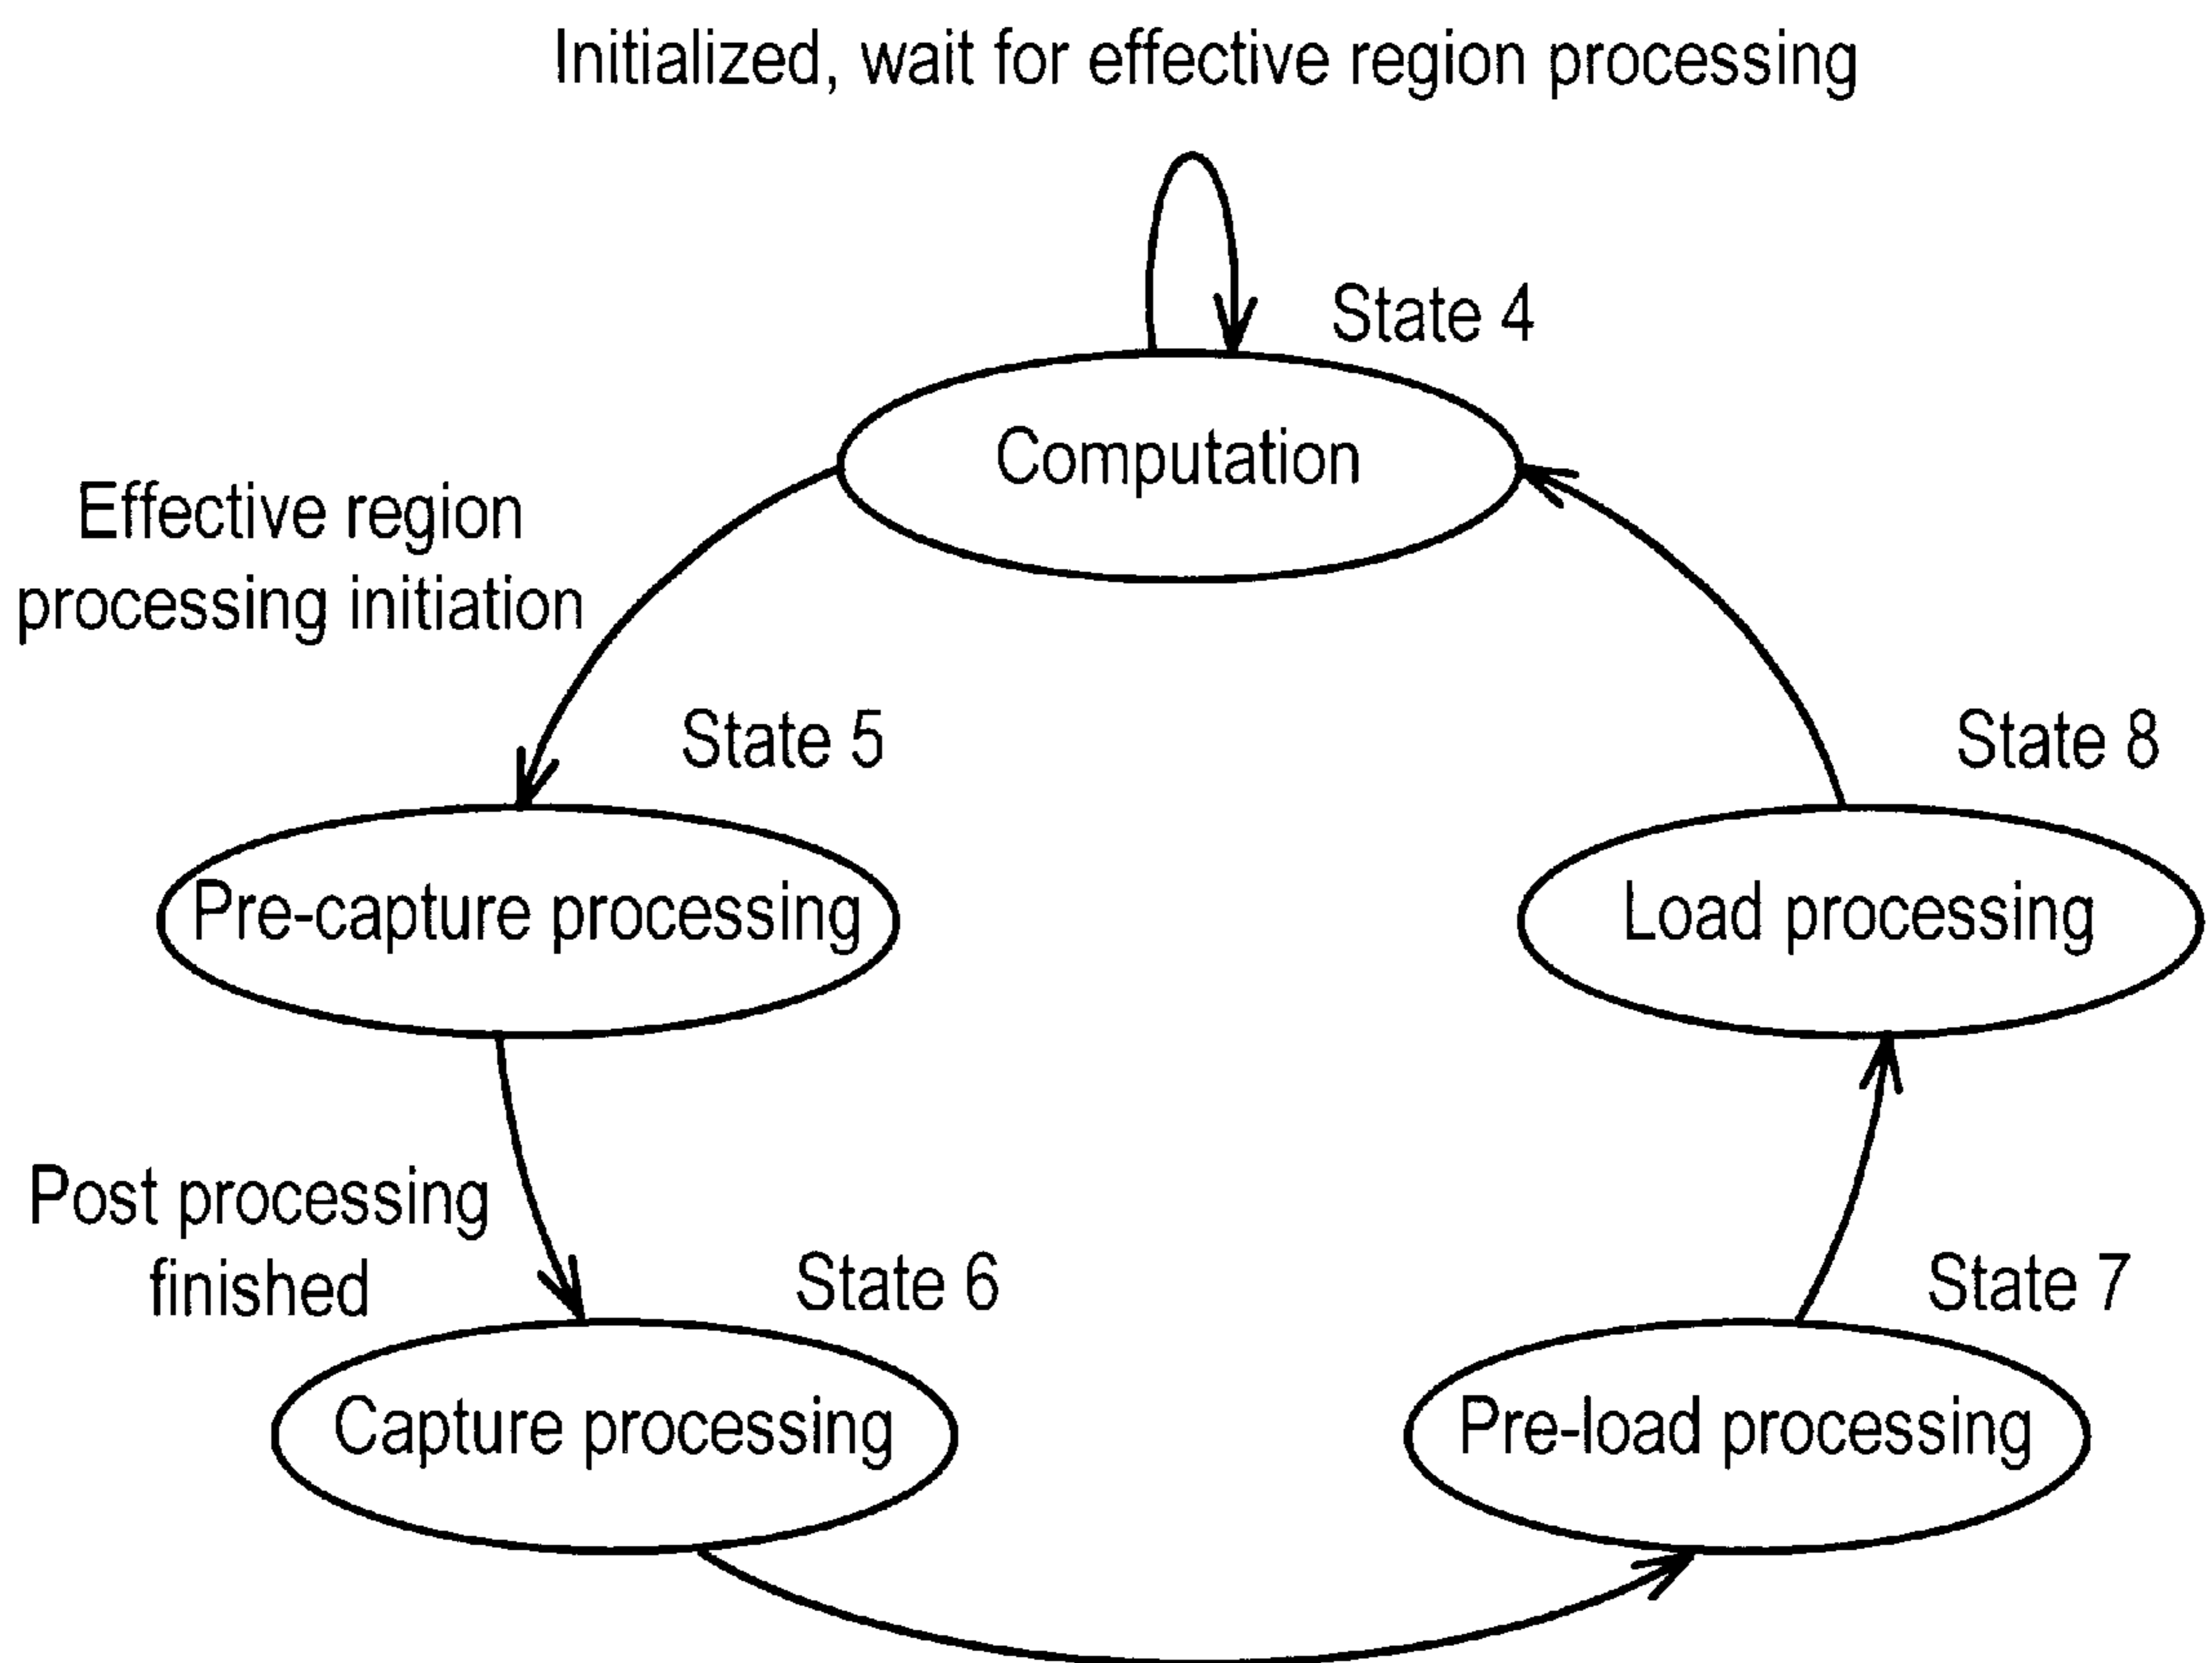 Initialized, wait for effective region processing
State 4
Computation
Effective region
processing initiation
State 5
State 8
Pre-capture processing
Load processing
Post processing
finished
State 6
State 7
Capture processing
Pre-load processing